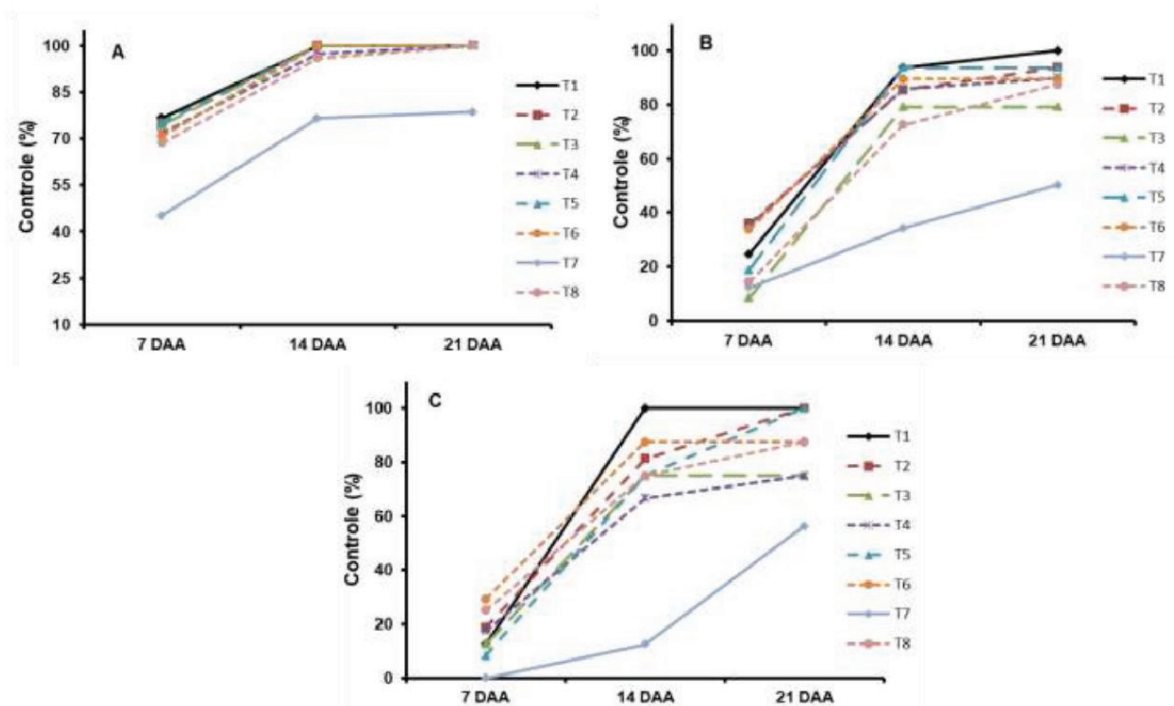 A
Controle (%)
100
85
70
55
40
25
10
7 DAA
14 DAA
21 DAA
T1
T2
T3
T4
T5
T6
T7
T8
B
Controle (%)
100
80
60
40
20
0
7 DAA
14 DAA
21 DAA
T1
T2
T3
T4
T5
T6
T7
T8
C
Controle (%)
100
80
60
40
20
0
7 DAA
14 DAA
21 DAA
T1
T2
T3
T4
T5
T6
T7
T8